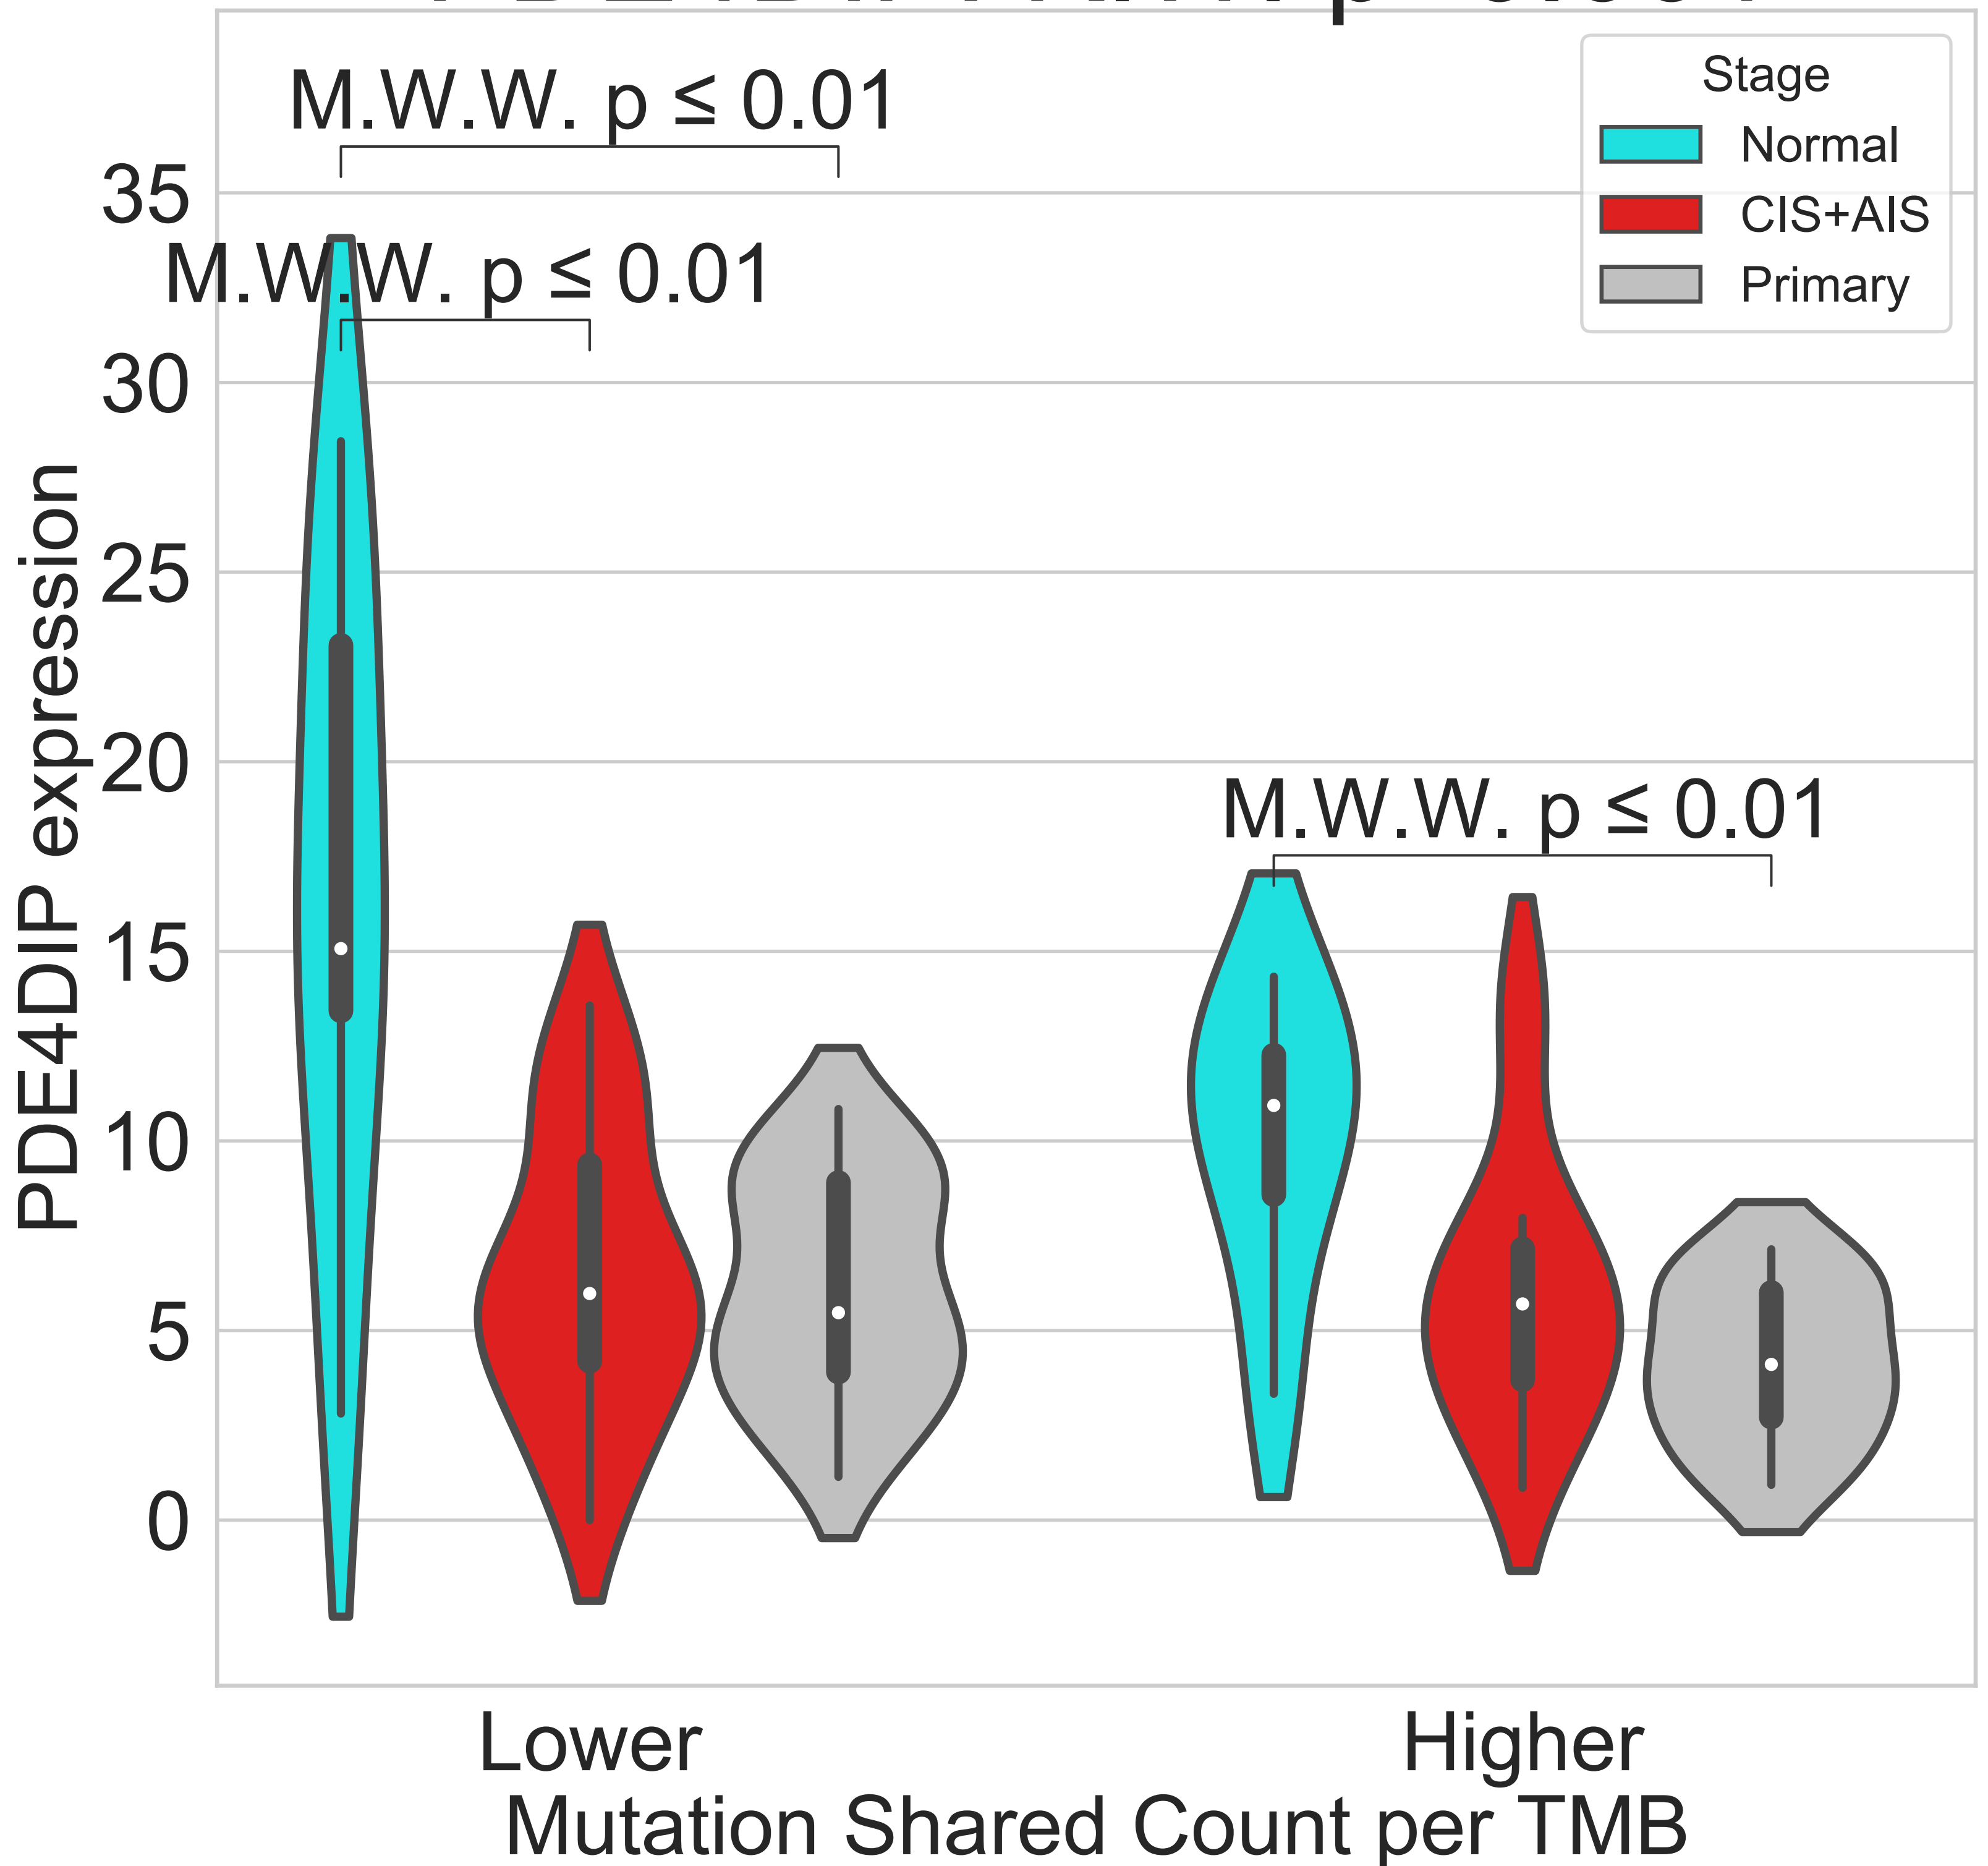 M.W.W. p ≤ 0.01
Stage
Normal
CIS+AIS
Primary
M.W.W. p ≤ 0.01
M.W.W. p ≤ 0.01
35
30
25
20
15
10
5
0
PDE4DIP expression
Lower
Higher
Mutation Shared Count per TMB